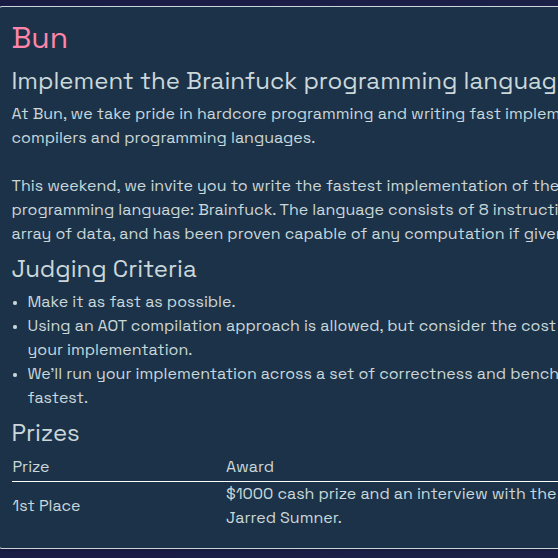 Bun
Implement the Brainfuck programming languag
At Bun, we take pride in hardcore programming and writing fast implem
compilers and programming languages.
This weekend, we invite you to write the fastest implementation of the
programming language: Brainfuck. The language consists of 8 instructi
array of data, and has been proven capable of any computation if given
Judging Criteria
• Make it as fast as possible.
• Using an AOT compilation approach is allowed, but consider the cost
your implementation.
• We'll run your implementation across a set of correctness and bench
fastest.
Prizes
Prize Award
1st Place $1000 cash prize and an interview with the
Jarred Sumner.